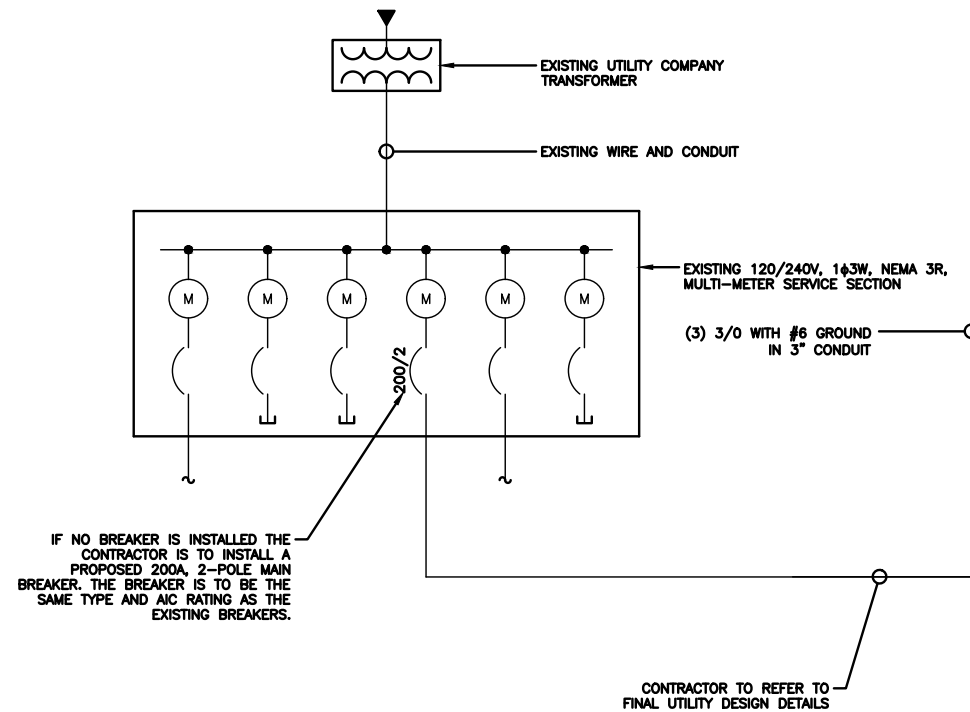 EXISTING UTILITY COMPANY
TRANSFORMER
EXISTING WIRE AND CONDUIT
EXISTING 120/240V, 1ϕ3W, NEMA 3R,
MULTI-METER SERVICE SECTION
M M M M M M
(3) 3/0 WITH #6 GROUND
IN 3" CONDUIT
200/2
IF NO BREAKER IS INSTALLED THE
CONTRACTOR IS TO INSTALL A
PROPOSED 200A, 2-POLE MAIN
BREAKER. THE BREAKER IS TO BE THE
SAME TYPE AND AIC RATING AS THE
EXISTING BREAKERS.
CONTRACTOR TO REFER TO
FINAL UTILITY DESIGN DETAILS